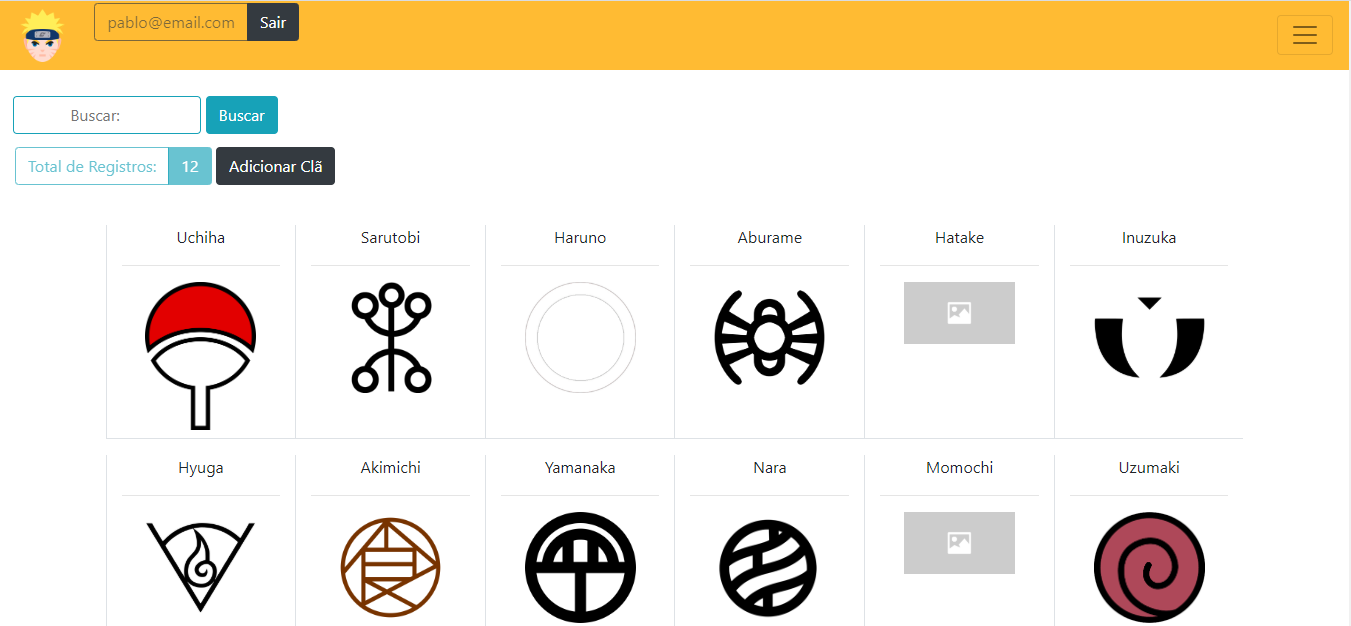 pablo@email.com Sair
Buscar: Buscar
Total de Registros: 12 Adicionar Clã
Uchiha Sarutobi Haruno Aburame Hatake Inuzuka
Hyuga Akimichi Yamanaka Nara Momochi Uzumaki